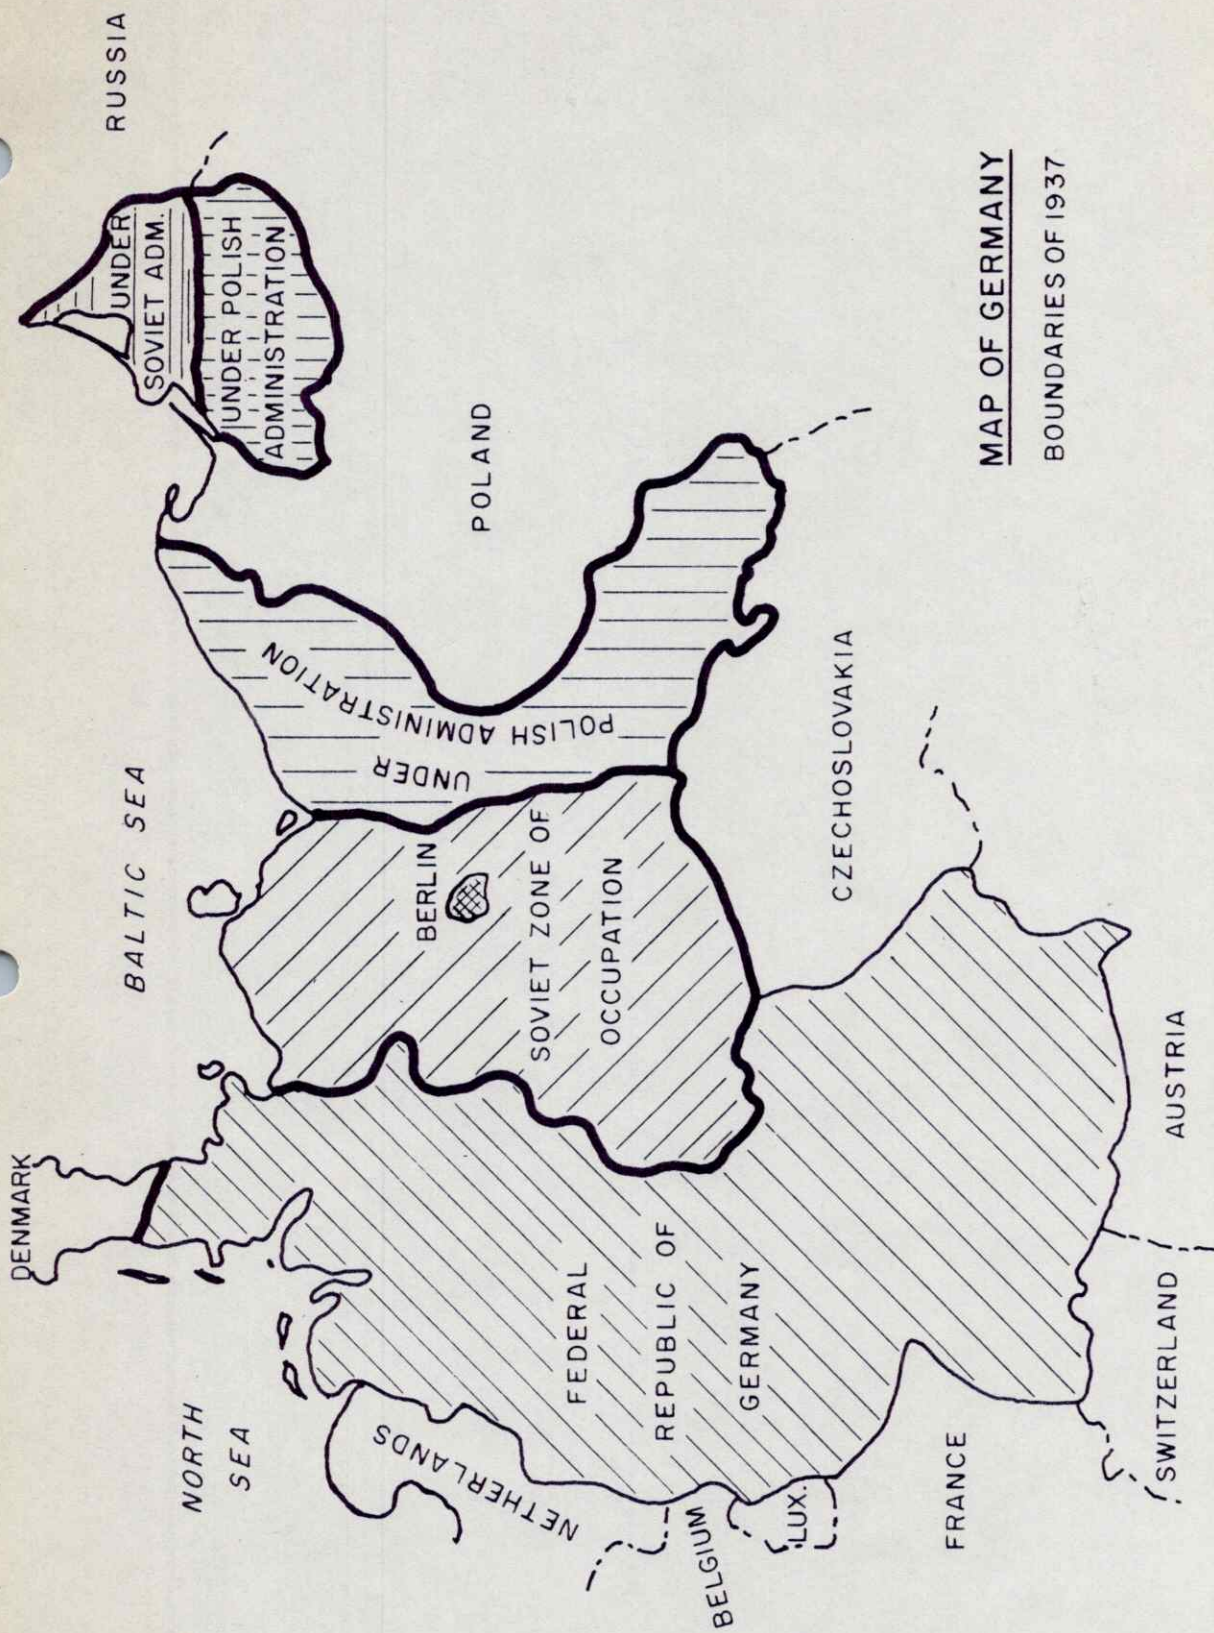 DENMARK
NORTH
SEA
BALTIC SEA
RUSSIA
UNDER
SOVIET ADM.
UNDER POLISH
ADMINISTRATION
NETHERLANDS
BERLIN
UNDER
POLISH ADMINISTRATION
POLAND
FEDERAL
REPUBLIC OF
GERMANY
SOVIET ZONE OF
OCCUPATION
BELGIUM
LUX.
FRANCE
CZECHOSLOVAKIA
SWITZERLAND
AUSTRIA
MAP OF GERMANY
BOUNDARIES OF 1937